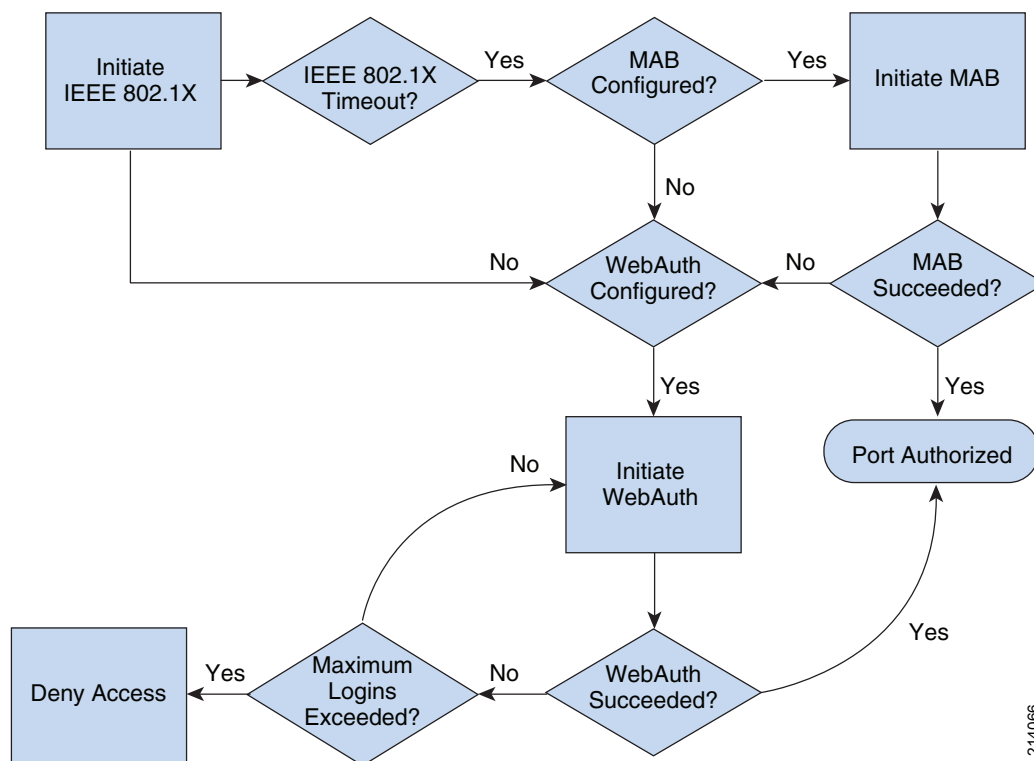 Initiate
IEEE 802.1X
IEEE 802.1X
Timeout?
Yes
MAB
Configured?
Yes
Initiate MAB
No
No
WebAuth
Configured?
No
MAB
Succeeded?
Yes
Yes
No
Initiate
WebAuth
Port Authorized
Yes
Deny Access
Yes
Maximum
Logins
Exceeded?
No
WebAuth
Succeeded?
214066